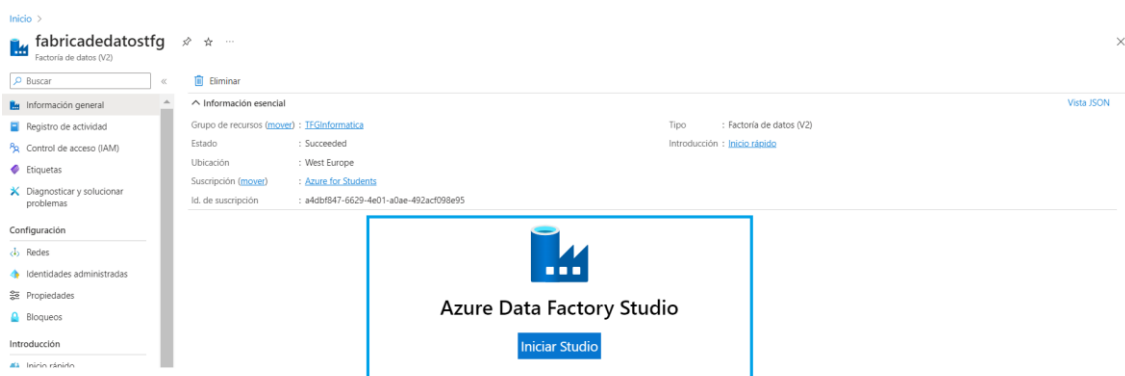 Inicio >
fabricadedatostfg
Factoría de datos (V2)
Buscar
Eliminar
Información general
Información esencial
Vista JSON
Registro de actividad
Grupo de recursos (mover) : TFGInformatica
Tipo : Factoría de datos (V2)
Control de acceso (IAM)
Estado : Succeeded
Introducción : Inicio rápido
Etiquetas
Ubicación : West Europe
Diagnosticar y solucionar
problemas
Suscripción (mover) : Azure for Students
Id. de suscripción : a4dbf847-6629-4e01-a0ae-492acf098e95
Configuración
Redes
Identidades administradas
Propiedades
Bloqueos
Introducción
Inicio rápido
Azure Data Factory Studio
Iniciar Studio